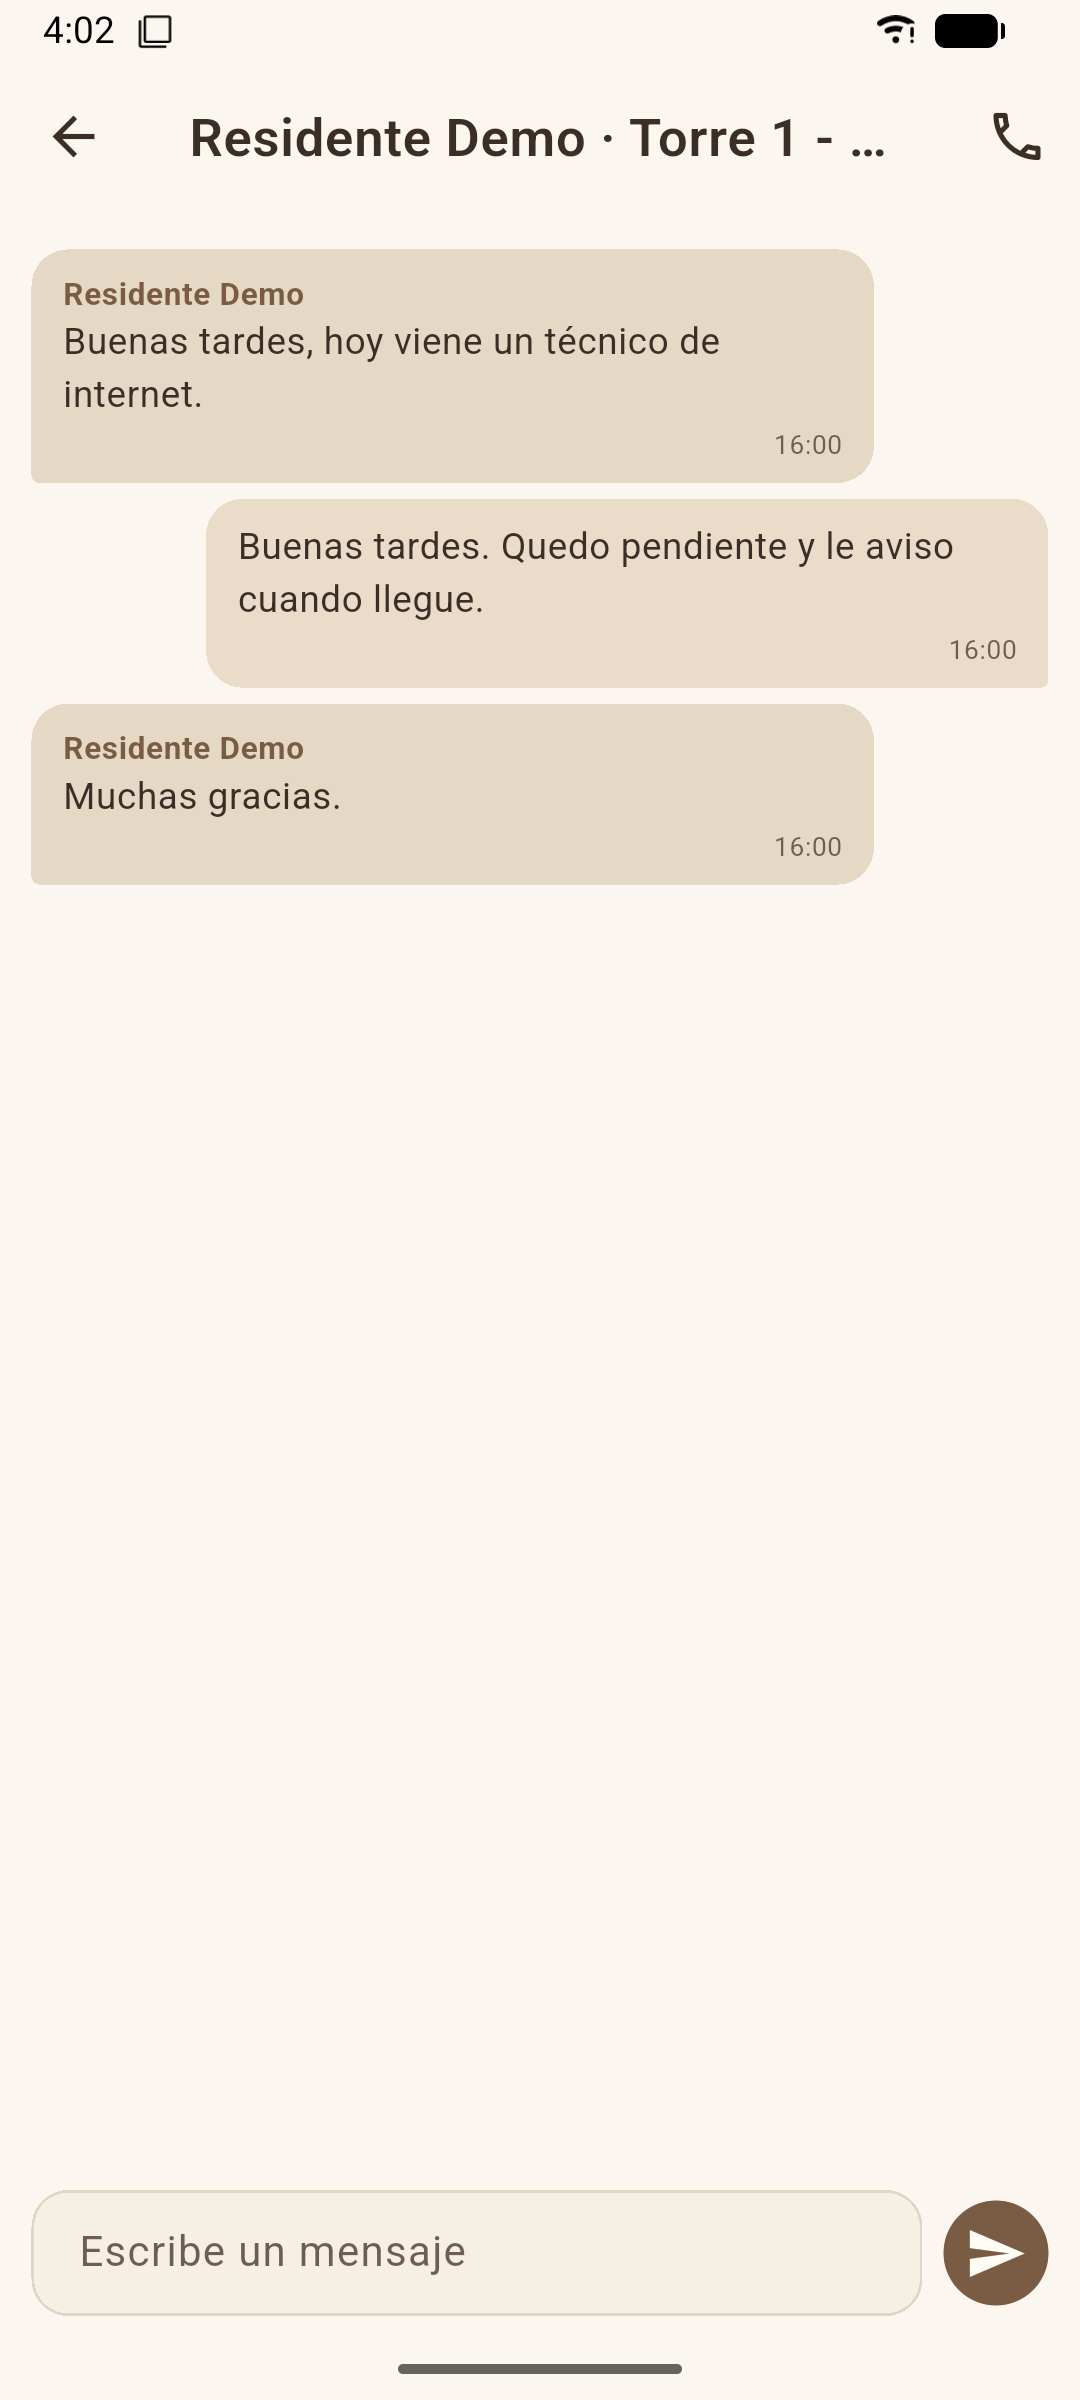 4:02
Residente Demo · Torre 1 - ...
Residente Demo
Buenas tardes, hoy viene un técnico de
internet.
16:00
Buenas tardes. Quedo pendiente y le aviso
cuando llegue.
16:00
Residente Demo
Muchas gracias.
16:00
Escribe un mensaje